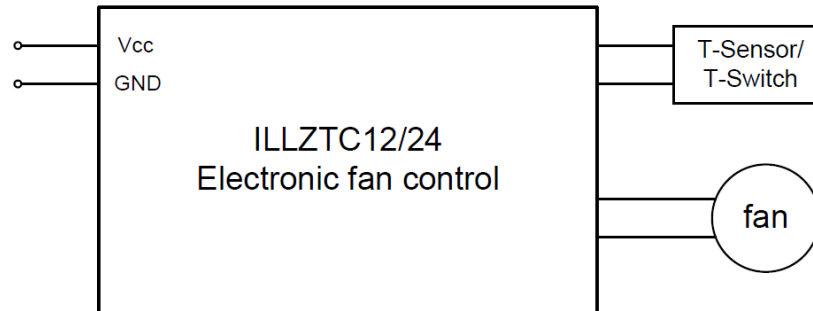 Vcc
GND
ILLZTC12/24
Electronic fan control
T-Sensor/
T-Switch
fan